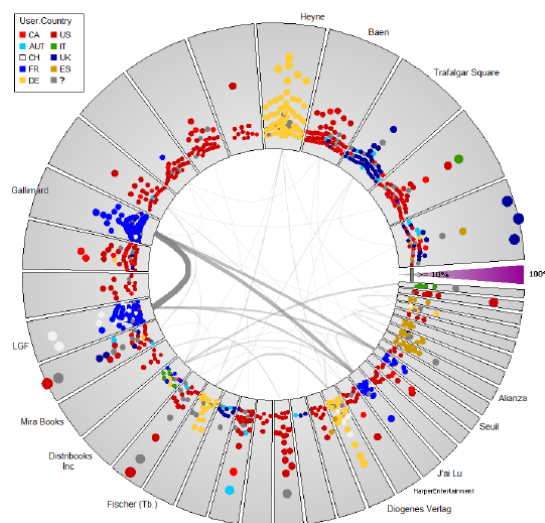 User.Country
CA US
AUT IT
CH UK
FR ES
DE ?
Heyne
Baen
Trafalgar Square
Gallimard
10%
100%
LGF
Alianza
Mira Books
Seuil
Distribooks
Inc
J'ai Lu
HarperEntertainment
Fischer (Tb.)
Diogenes Verlag